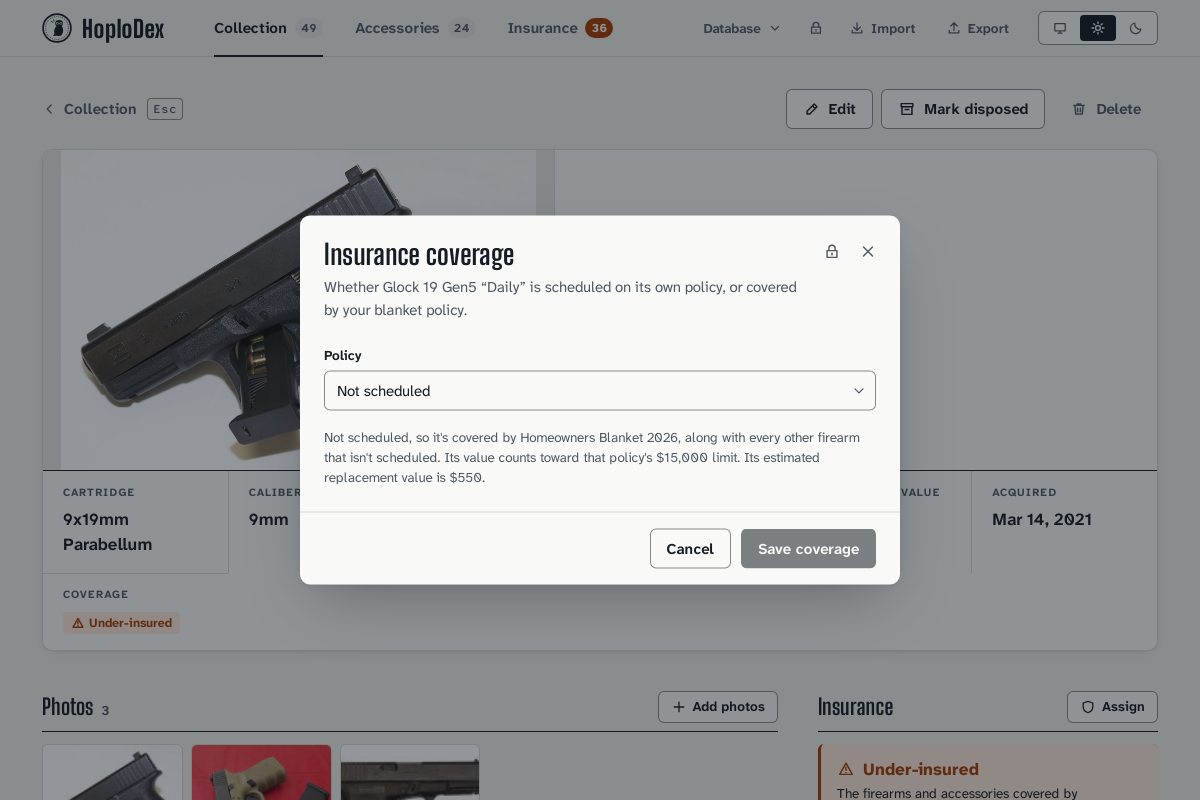 HoploDex
Collection 49
Accessories 24
Insurance 36
Database
Import
Export
Collection Esc
Edit
Mark disposed
Delete
Insurance coverage
Whether Glock 19 Gen5 “Daily” is scheduled on its own policy, or covered
by your blanket policy.
Policy
Not scheduled
Not scheduled, so it's covered by Homeowners Blanket 2026, along with every other firearm
that isn't scheduled. Its value counts toward that policy's $15,000 limit. Its estimated
replacement value is $550.
Cancel
Save coverage
CARTRIDGE
9x19mm
Parabellum
CALIBER
9mm
VALUE
ACQUIRED
Mar 14, 2021
COVERAGE
Under-insured
Photos 3
Add photos
Insurance
Assign
Under-insured
The firearms and accessories covered by